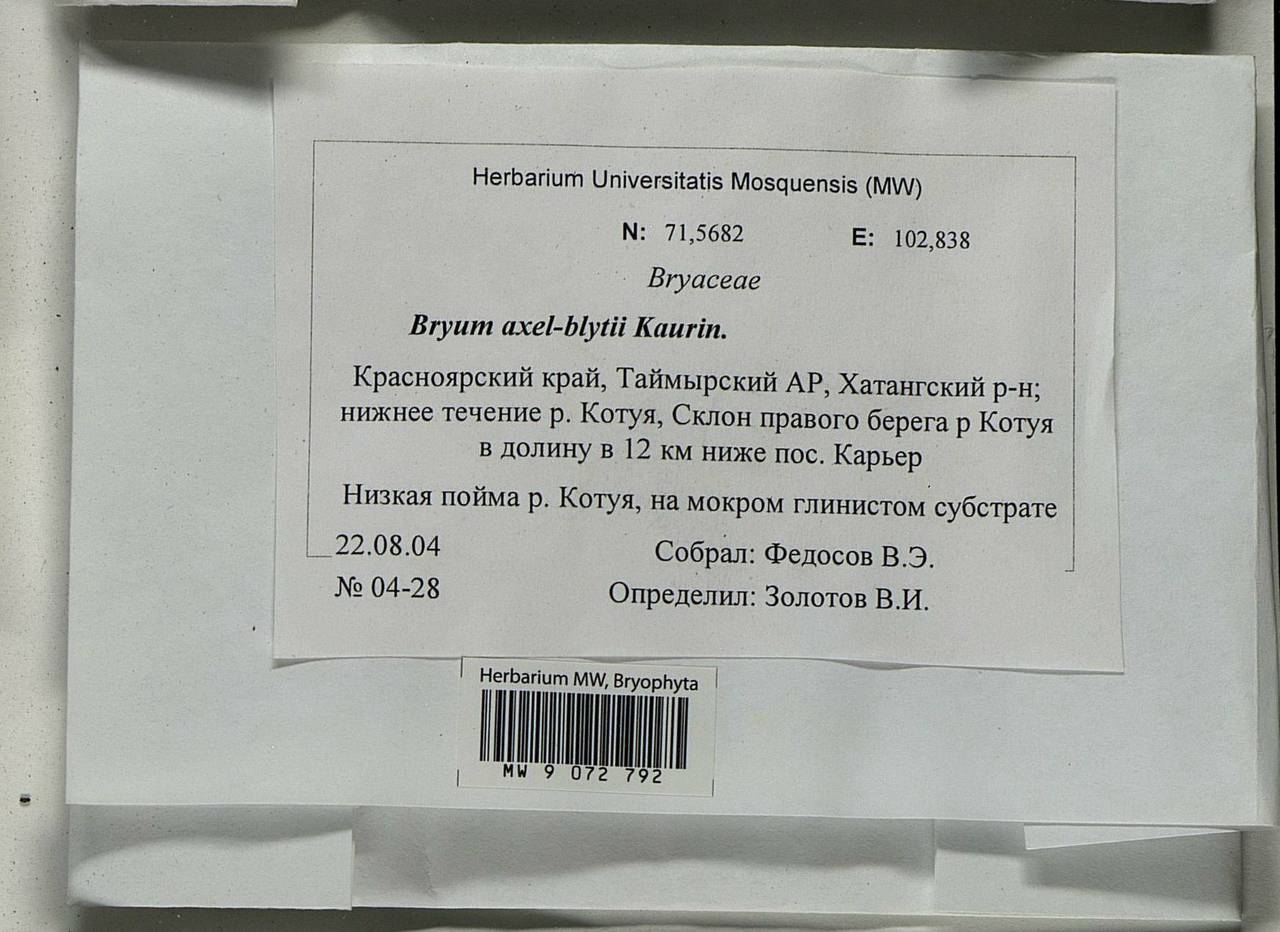 Herbarium Universitatis Mosquensis (MW)
N: 71,5682 E: 102,838
Bryaceae
Bryum axel-blytii Kaurin.
Красноярский край, Таймырский АР, Хатангский р-н;
нижнее течение р. Котуя, Склон правого берега р Котуя
в долину в 12 км ниже пос. Карьер
Низкая пойма р. Котуя, на мокром глинистом субстрате
22.08.04 Собрал: Федосов В.Э.
№ 04-28 Определил: Золотов В.И.
Herbarium MW, Bryophyta
MW 9 072 792